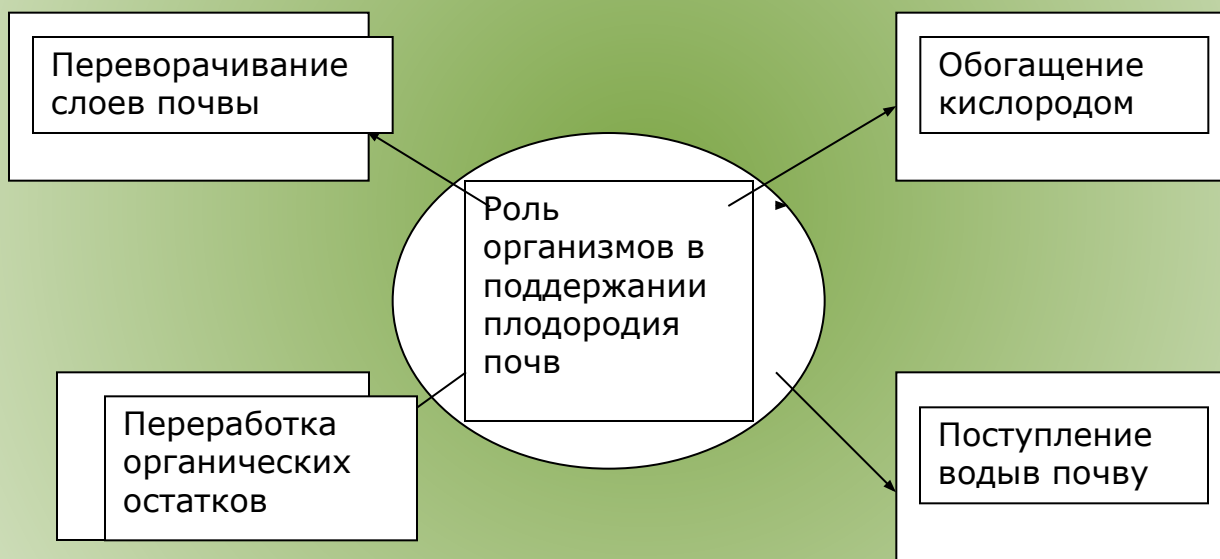 Переворачивание
слоев почвы
Обогащение
кислородом
Роль
организмов в
поддержании
плодородия
почв
Переработка
органических
остатков
Поступление
водыв почву